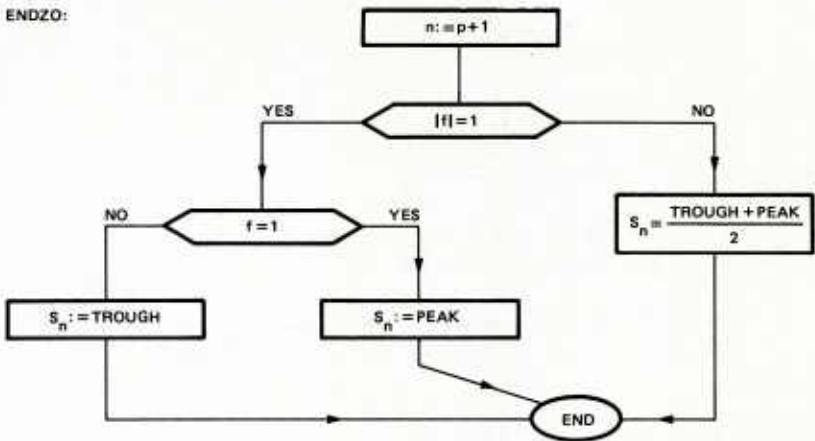 ENDZO:
n:=p+1
YES
|f|=1
NO
NO
f=1
YES
S_n = TROUGH + PEAK
2
S_n := TROUGH
S_n := PEAK
END